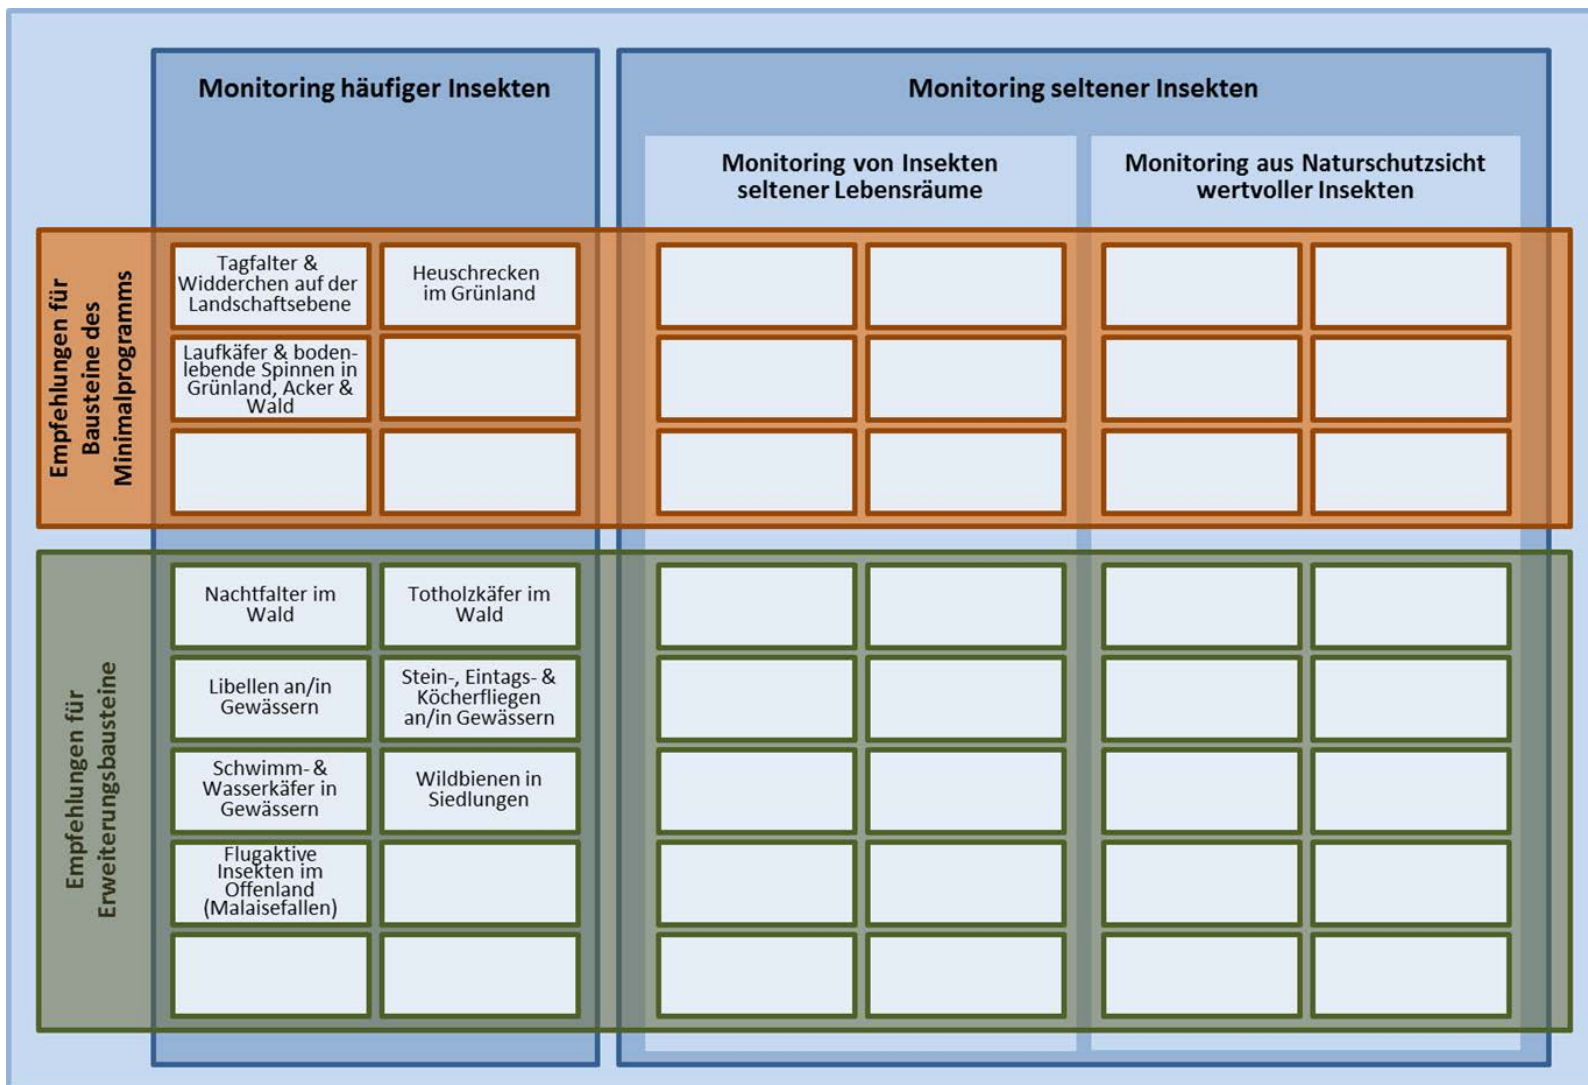 Monitoring häufiger Insekten
Monitoring seltener Insekten
Monitoring von Insekten
seltener Lebensräume
Monitoring aus Naturschutzsicht
wertvoller Insekten
Empfehlungen für
Bausteine des
Minimalprogramms
Tagfalter &
Widderchen auf der
Landschaftsebene
Heuschrecken
im Grünland
Laufkäfer & boden-
lebende Spinnen in
Grünland, Acker &
Wald
Empfehlungen für
Erweiterungsbausteine
Nachtfalter im
Wald
Totholzkäfer im
Wald
Libellen an/in
Gewässern
Stein-, Eintags- &
Köcherfliegen
an/in Gewässern
Schwimm- &
Wasserkäfer in
Gewässern
Wildbienen in
Siedlungen
Flugaktive
Insekten im
Offenland
(Malaisefallen)